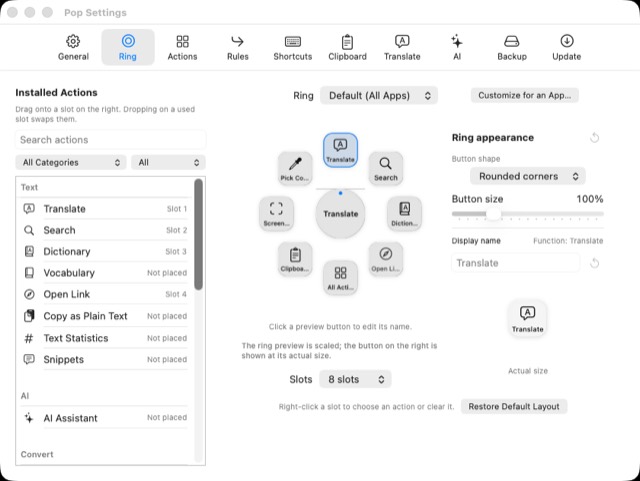 Pop Settings
General
Ring
Actions
Rules
Shortcuts
Clipboard
Translate
AI
Backup
Update
Installed Actions
Drag onto a slot on the right. Dropping on a used
slot swaps them.
Search actions
All Categories
All
Text
Translate Slot 1
Search Slot 2
Dictionary Slot 3
Vocabulary Not placed
Open Link Slot 4
Copy as Plain Text Not placed
Text Statistics Not placed
Snippets Not placed
AI
AI Assistant Not placed
Convert
Ring Default (All Apps)
Translate
Pick Co...
Search
Screen...
Translate
Diction...
Clipboa...
Open Li...
All Acti...
Click a preview button to edit its name.
The ring preview is scaled; the button on the right is
shown at its actual size.
Slots 8 slots
Right-click a slot to choose an action or clear it.
Restore Default Layout
Customize for an App...
Ring appearance
Button shape
Rounded corners
Button size 100%
Display name Function: Translate
Translate
Translate
Actual size